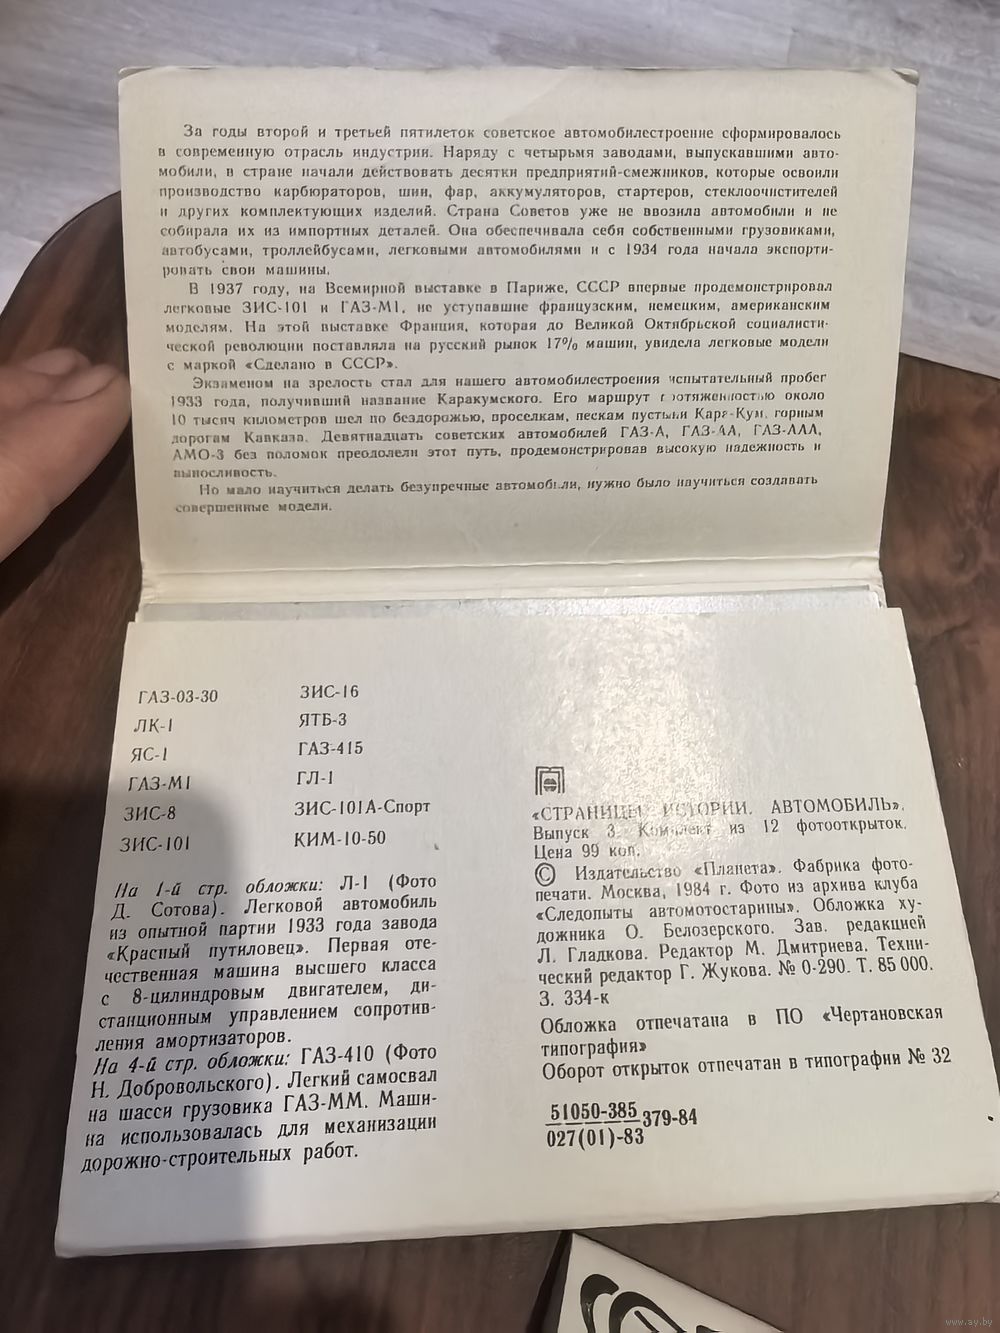 За годы второй и третьей пятилеток советское автомобилестроение сформировалось
в современную отрасль индустрии. Наряду с четырьмя заводами, выпускавшими авто-
мобили, в стране начали действовать десятки предприятий-смежников, которые освоили
производство карбюраторов, шин, фар, аккумуляторов, стартеров, стеклоочистителей
и других комплектующих изделий. Страна Советов уже не ввозила автомобили и не
собирала их из импортных деталей. Она обеспечивала себя собственными грузовиками,
автобусами, троллейбусами, легковыми автомобилями и с 1934 года начала экспорти-
ровать свои машины.
В 1937 году, на Всемирной выставке в Париже, СССР впервые продемонстрировал
легковые ЗИС-101 и ГАЗ-М1, не уступавшие французским, немецким, американским
моделям. На этой выставке Франция, которая до Великой Октябрьской социалисти-
ческой революции поставляла на русский рынок 17% машин, увидела легковые модели
с маркой «Сделано в СССР».
Экзаменом на зрелость стал для нашего автомобилестроения испытательный пробег
1933 года, получивший название Каракумского. Его маршрут протяженностью около
10 тысяч километров шел по бездорожью, проселкам, пескам пустыни Кара-Кум, горным
дорогам Кавказа. Девятнадцать советских автомобилей ГАЗ-А, ГАЗ-АА, ГАЗ-ААА,
АМО-3 без поломок преодолели этот путь, продемонстрировав высокую надежность и
выносливость.
Но мало научиться делать безупречные автомобили, нужно было научиться создавать
совершенные модели.
ГАЗ-03-30
ЛК-1
ЯС-1
ГАЗ-М1
ЗИС-8
ЗИС-101
ЗИС-16
ЯТБ-3
ГАЗ-415
ГЛ-1
ЗИС-101А-Спорт
КИМ-10-50
На 1-й стр. обложки: Л-1 (Фото
Д. Сотова). Легковой автомобиль
из опытной партии 1933 года завода
«Красный путиловец». Первая оте-
чественная машина высшего класса
с 8-цилиндровым двигателем, ди-
станционным управлением сопротив-
ления амортизаторов.
На 4-й стр. обложки: ГАЗ-410 (Фото
Н. Добровольского). Легкий самосвал
на шасси грузовика ГАЗ-ММ. Маши-
на использовалась для механизации
дорожно-строительных работ.
«СТРАНИЦЫ ИСТОРИИ. АВТОМОБИЛЬ».
Выпуск 3. Комплект из 12 фотооткрыток.
Цена 99 коп.
© Издательство «Планета». Фабрика фото-
печати. Москва, 1984 г. Фото из архива клуба
«Следопыты автомотостарины». Обложка ху-
дожника О. Белозерского. Зав. редакцией
Л. Гладкова. Редактор М. Дмитриева. Техни-
ческий редактор Г. Жукова. № 0-290. Т. 85 000.
З. 334-к
Обложка отпечатана в ПО «Чертановская
типография»
Оборот открыток отпечатан в типографии № 32
51050-385
027(01)-83 379-84
www.ay.by